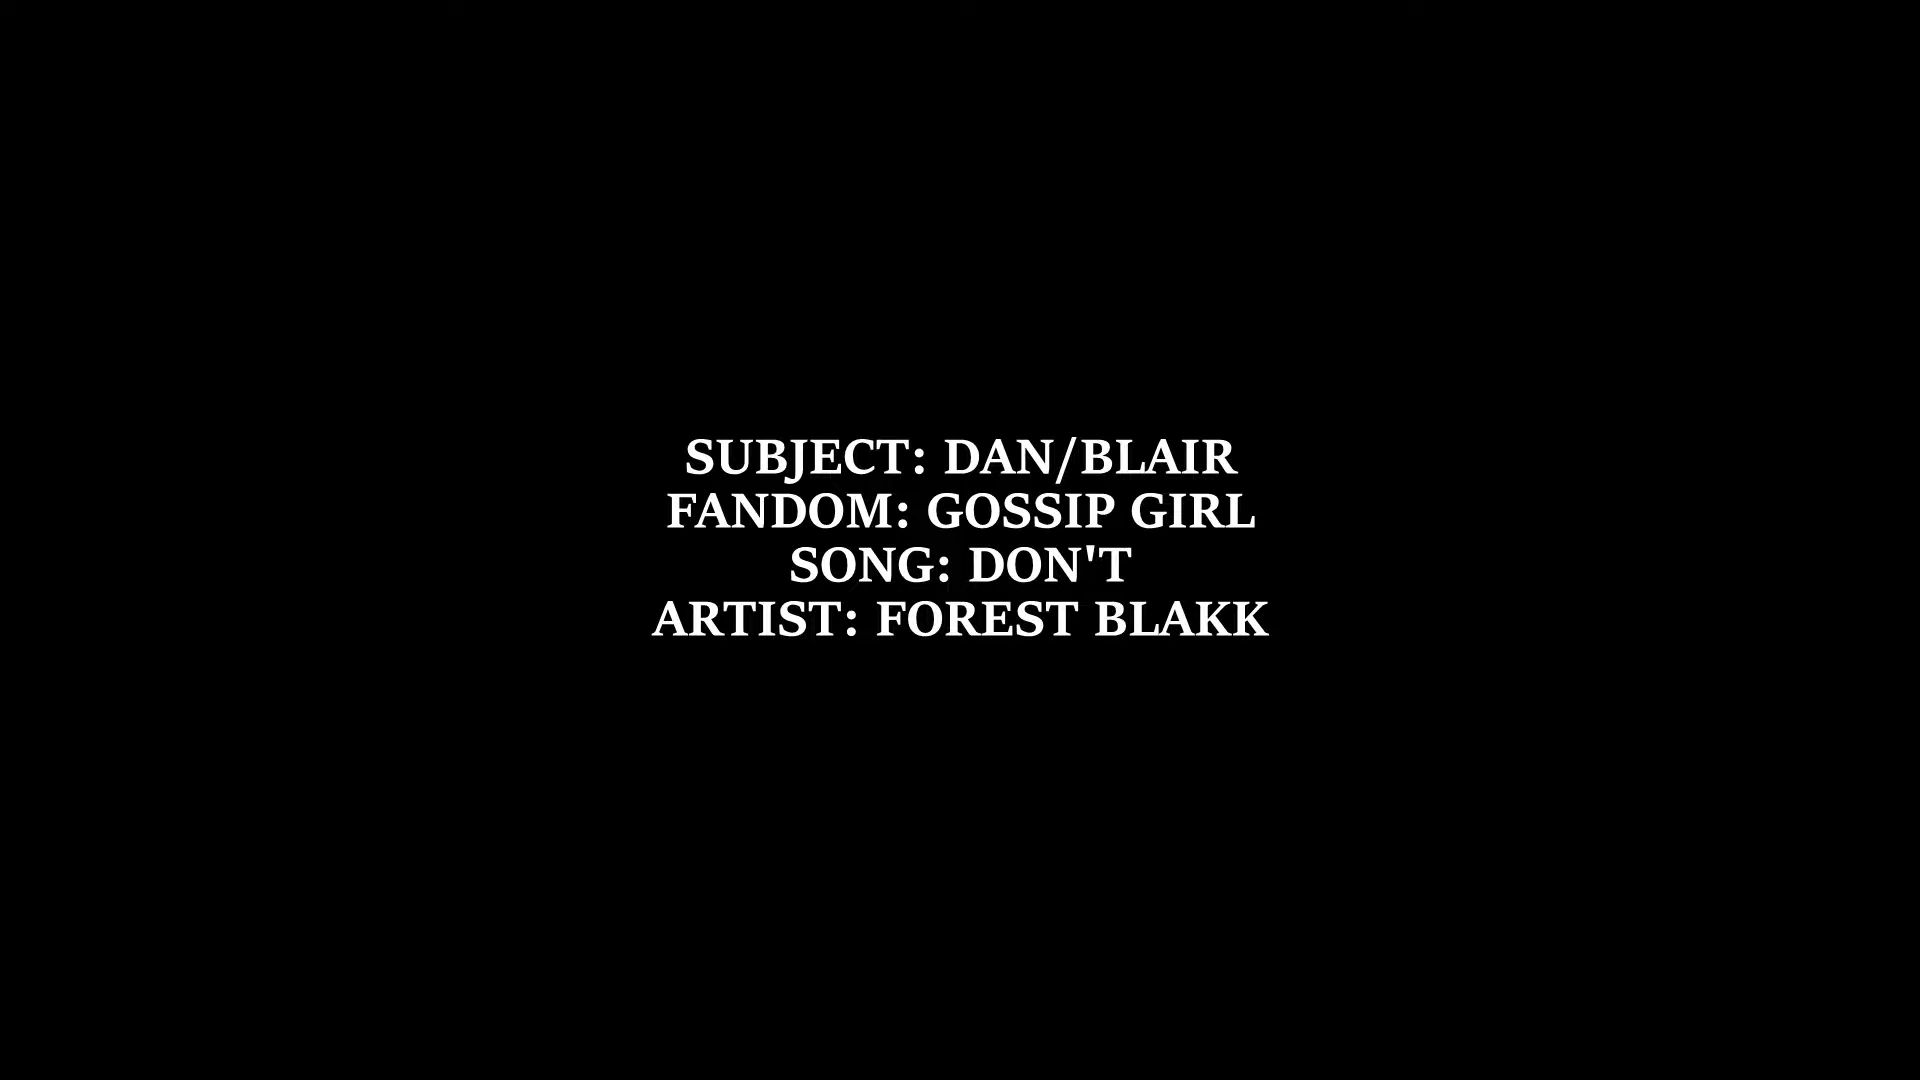 SUBJECT: DAN/BLAIR
FANDOM: GOSSIP GIRL
SONG: DON'T
ARTIST: FOREST BLAKK